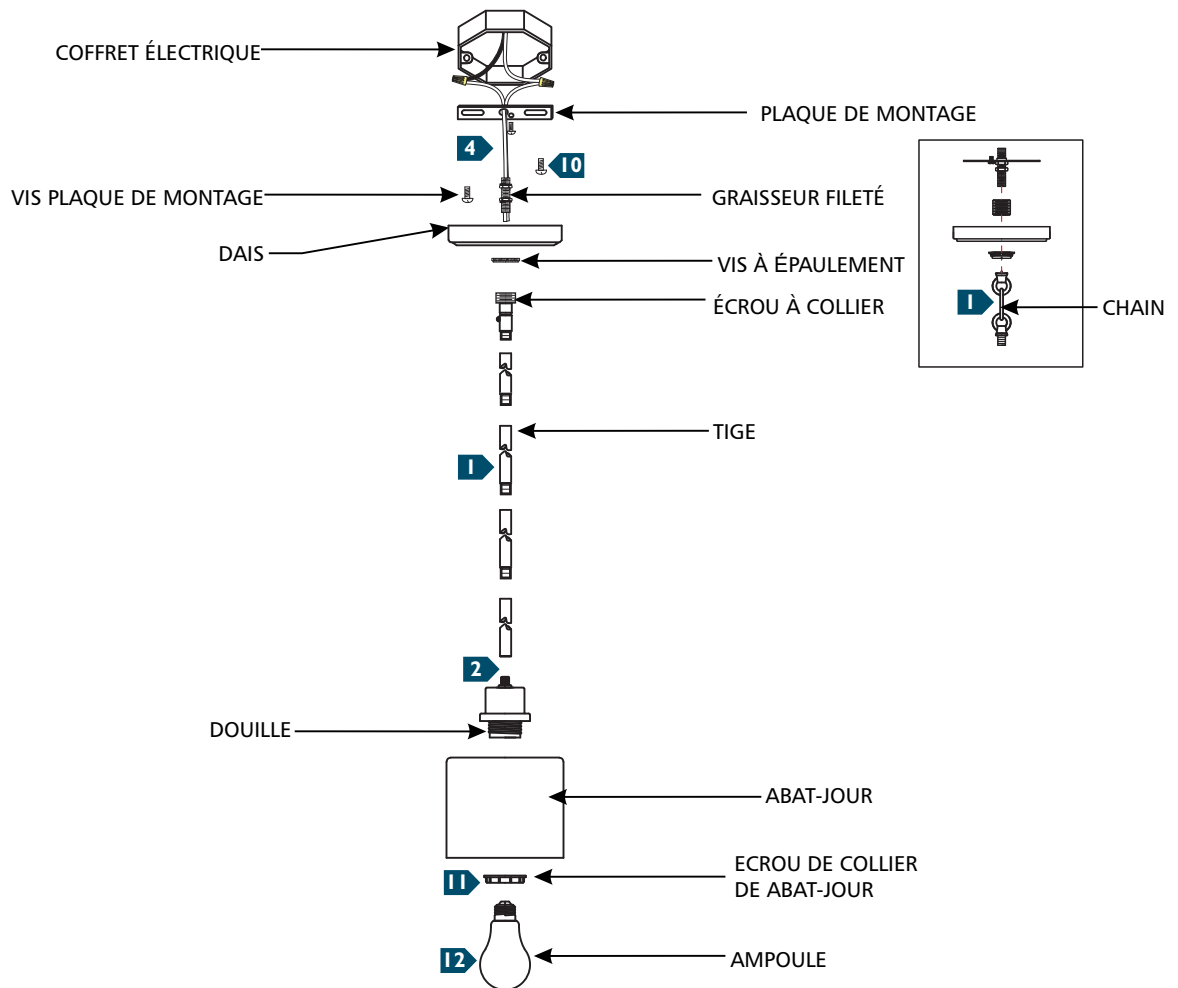 COFFRET ÉLECTRIQUE
PLAQUE DE MONTAGE
4
10
VIS PLAQUE DE MONTAGE
GRAISSEUR FILETÉ
DAIS
VIS À ÉPAULEMENT
ÉCROU À COLLIER
1
CHAIN
TIGE
1
2
DOUILLE
ABAT-JOUR
ECROU DE COLLIER
DE ABAT-JOUR
11
12
AMPOULE